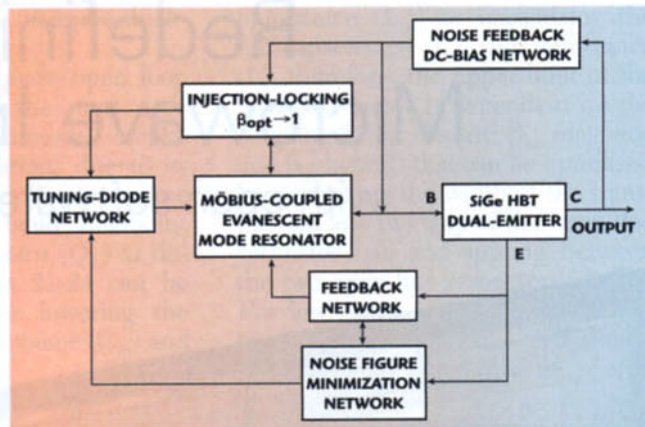 NOISE FEEDBACK
DC-BIAS NETWORK
INJECTION-LOCKING
βopt→1
TUNING-DIODE
NETWORK
MÖBIUS-COUPLED
EVANESCENT
MODE RESONATOR
B
SiGe HBT
DUAL-EMITTER
C
OUTPUT
E
FEEDBACK
NETWORK
NOISE FIGURE
MINIMIZATION
NETWORK